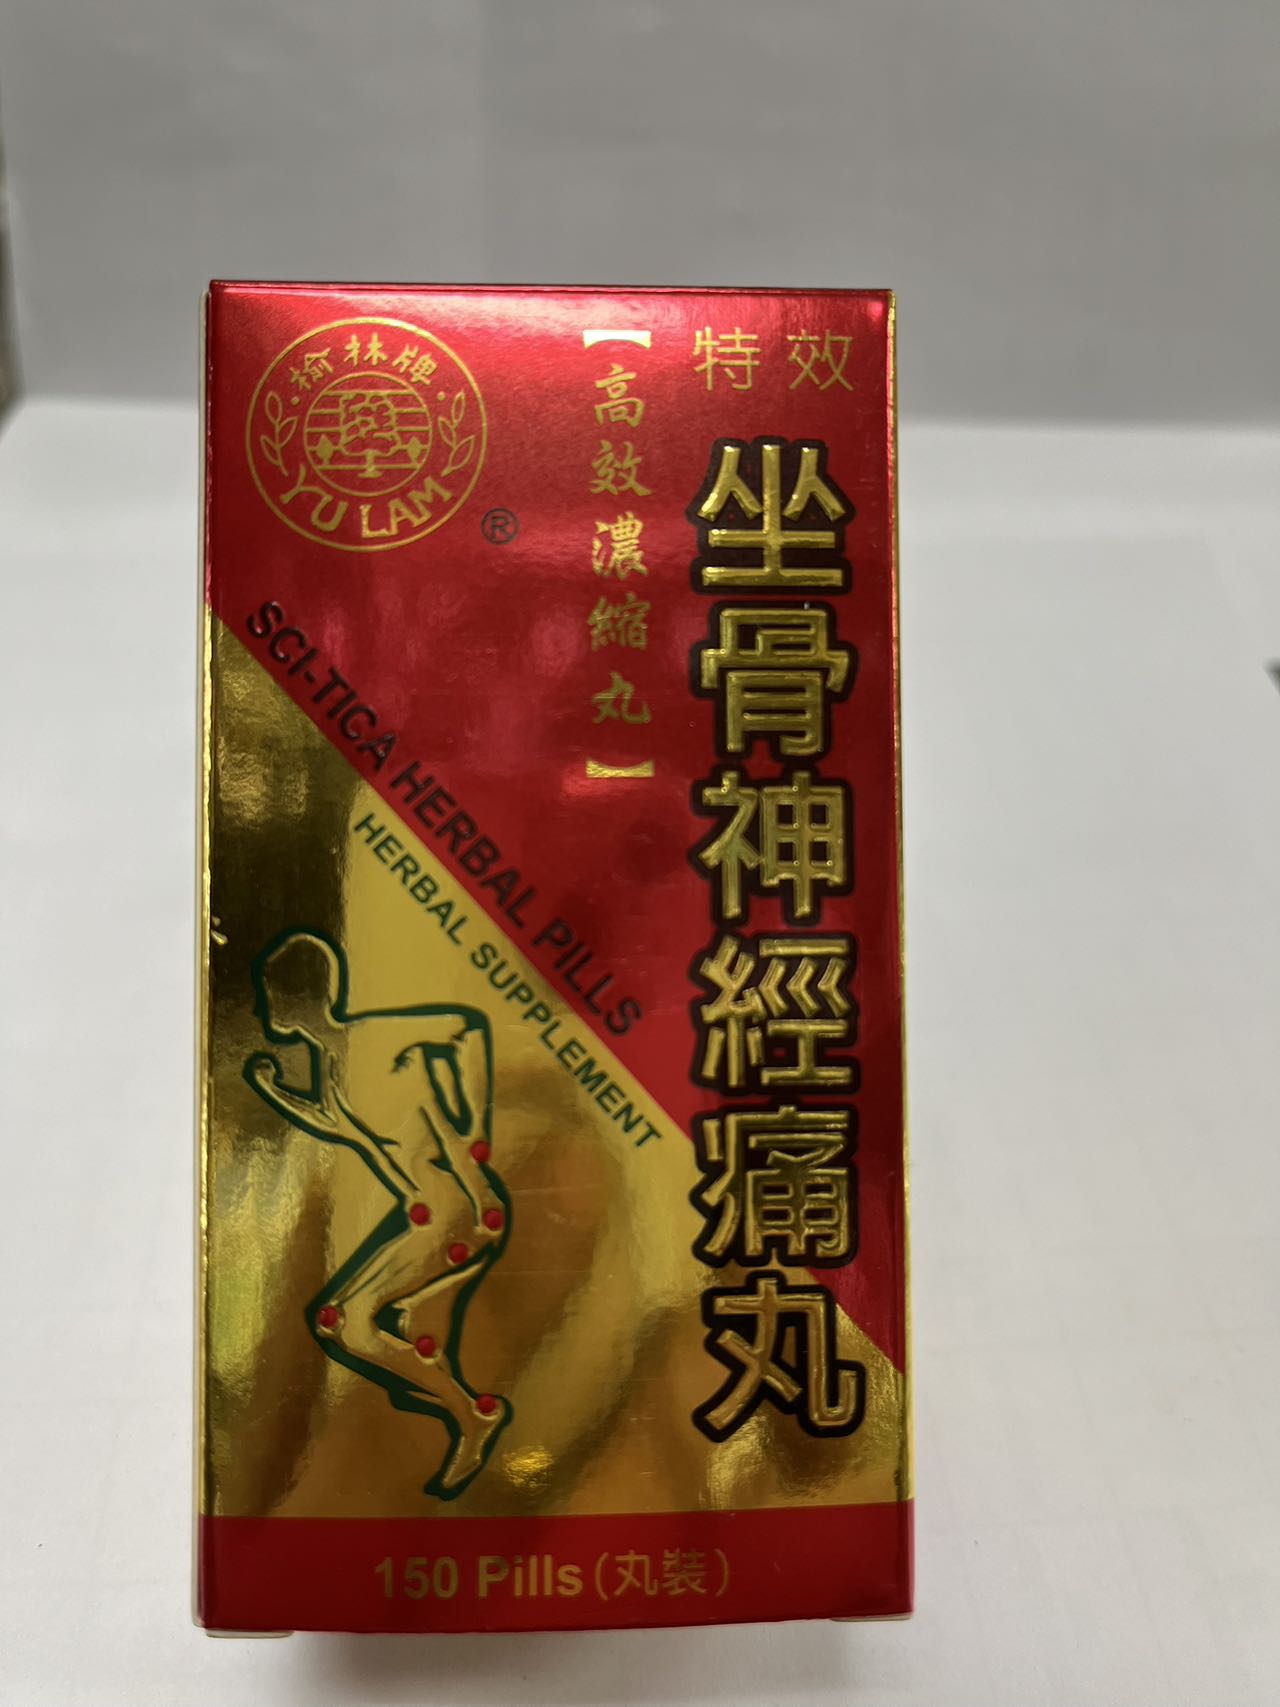 榆林牌
YU LAM
®
特效
坐骨神經痛丸
【高效濃縮丸】
SCI-TICA HERBAL PILLS
HERBAL SUPPLEMENT
150 Pills(丸裝)